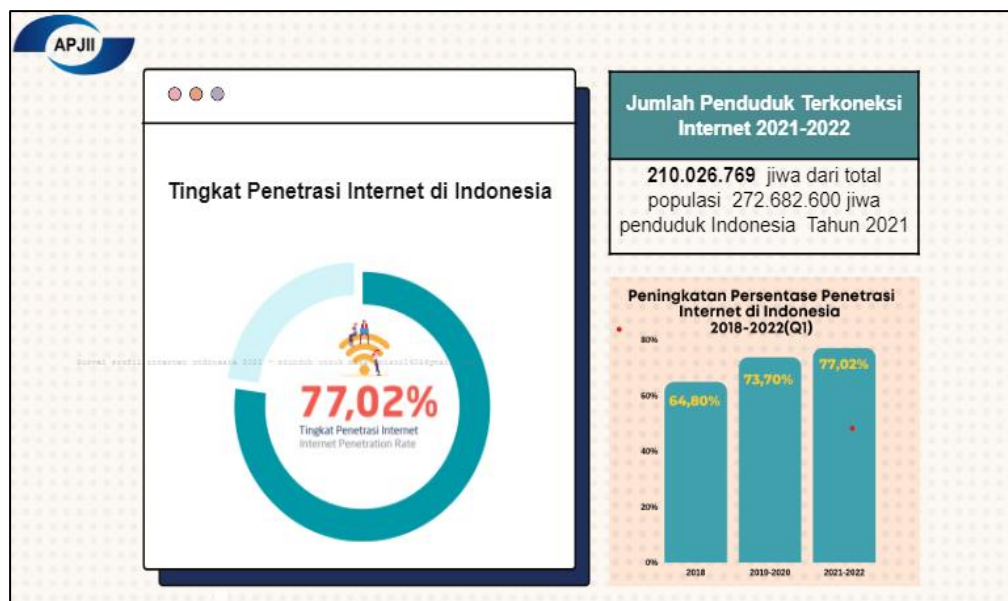 APJII
Tingkat Penetrasi Internet di Indonesia
77,02%
Tingkat Penetrasi Internet
Internet Penetration Rate
Jumlah Penduduk Terkoneksi
Internet 2021-2022
210.026.769 jiwa dari total
populasi 272.682.600 jiwa
penduduk Indonesia Tahun 2021
Peningkatan Persentase Penetrasi
Internet di Indonesia
2018-2022(Q1)
80%
60%
40%
20%
0%
64,80%
73,70%
77,02%
2018
2019-2020
2021-2022